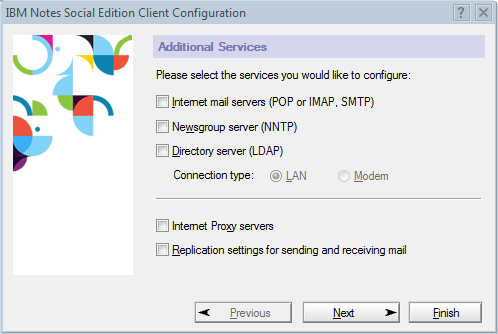 IBM Notes Social Edition Client Configuration
Additional Services
Please select the services you would like to configure:
Internet mail servers (POP or IMAP, SMTP)
Newsgroup server (NNTP)
Directory server (LDAP)
Connection type: LAN Modem
Internet Proxy servers
Replication settings for sending and receiving mail
Previous Next Finish